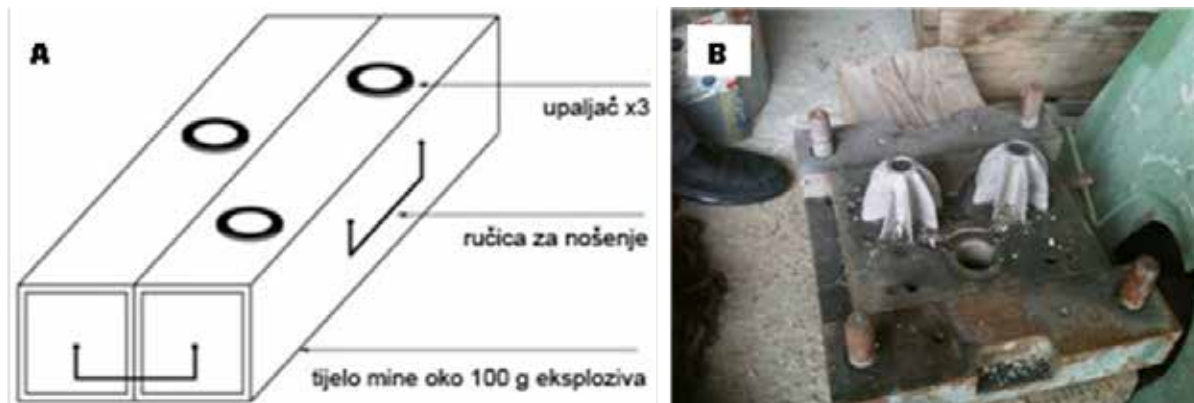 A
upaljač x3
ručica za nošenje
tijelo mine oko 100 g eksploziva
B